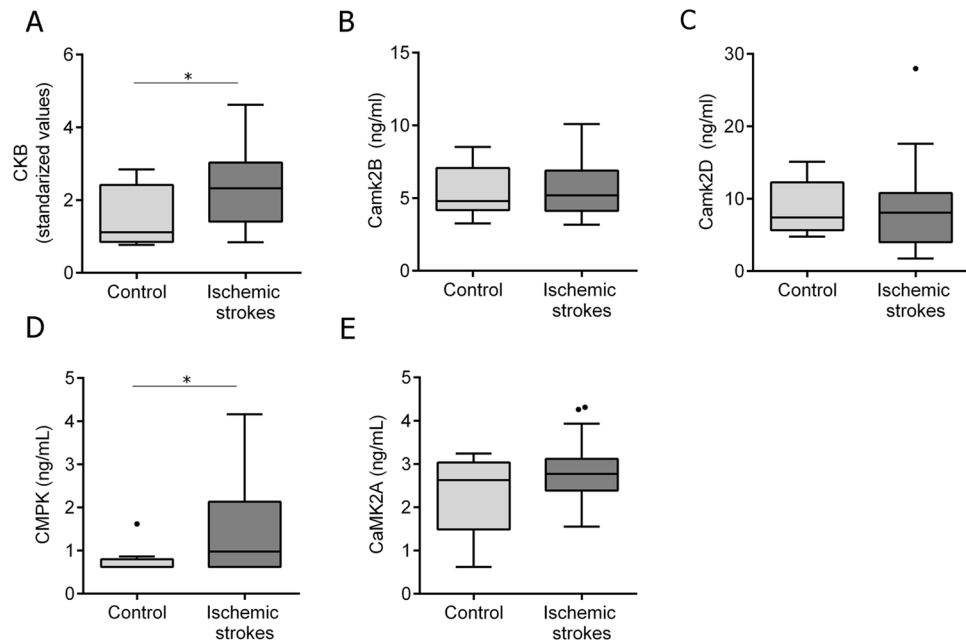 A
CKB
(standarized values)
6
4
2
0
*
Control
Ischemic
strokes
B
Camk2B (ng/ml)
15
10
5
0
Control
Ischemic
strokes
C
Camk2D (ng/ml)
30
20
10
0
Control
Ischemic
strokes
D
CMPK (ng/mL)
5
4
3
2
1
0
*
Control
Ischemic
strokes
E
CaMK2A (ng/mL)
5
4
3
2
1
0
Control
Ischemic
strokes